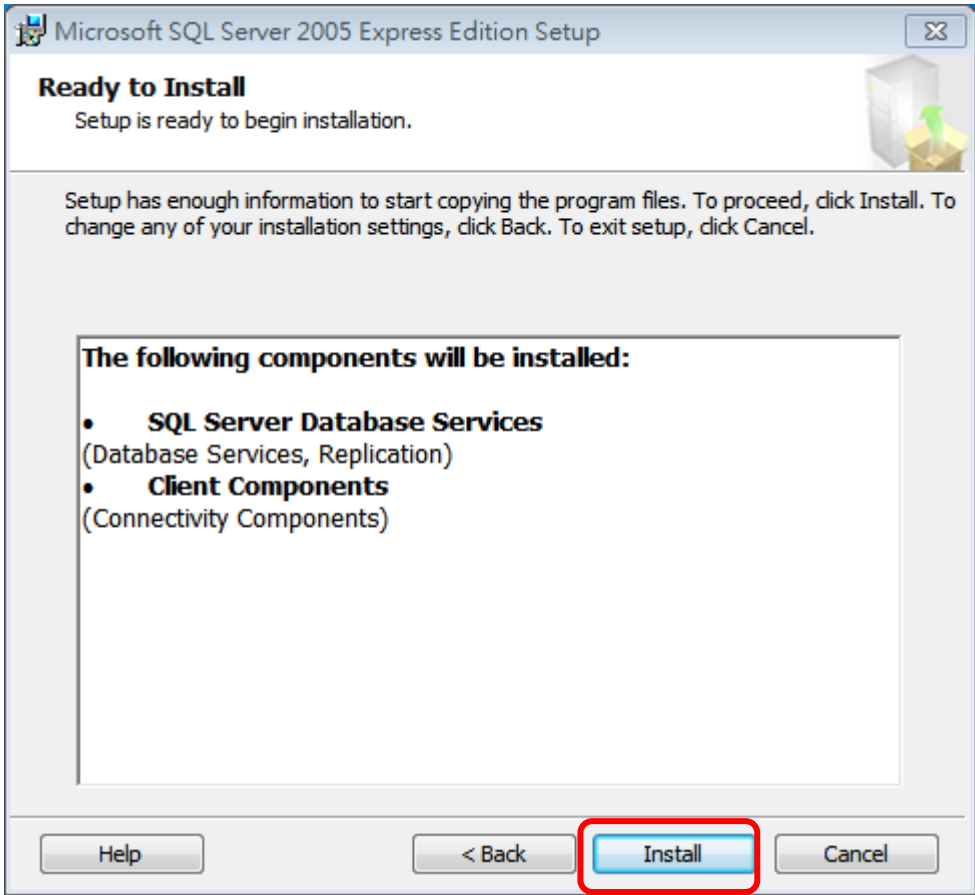 Microsoft SQL Server 2005 Express Edition Setup
Ready to Install
Setup is ready to begin installation.
Setup has enough information to start copying the program files. To proceed, click Install. To
change any of your installation settings, click Back. To exit setup, click Cancel.
The following components will be installed:
• SQL Server Database Services
(Database Services, Replication)
• Client Components
(Connectivity Components)
Help
< Back
Install
Cancel